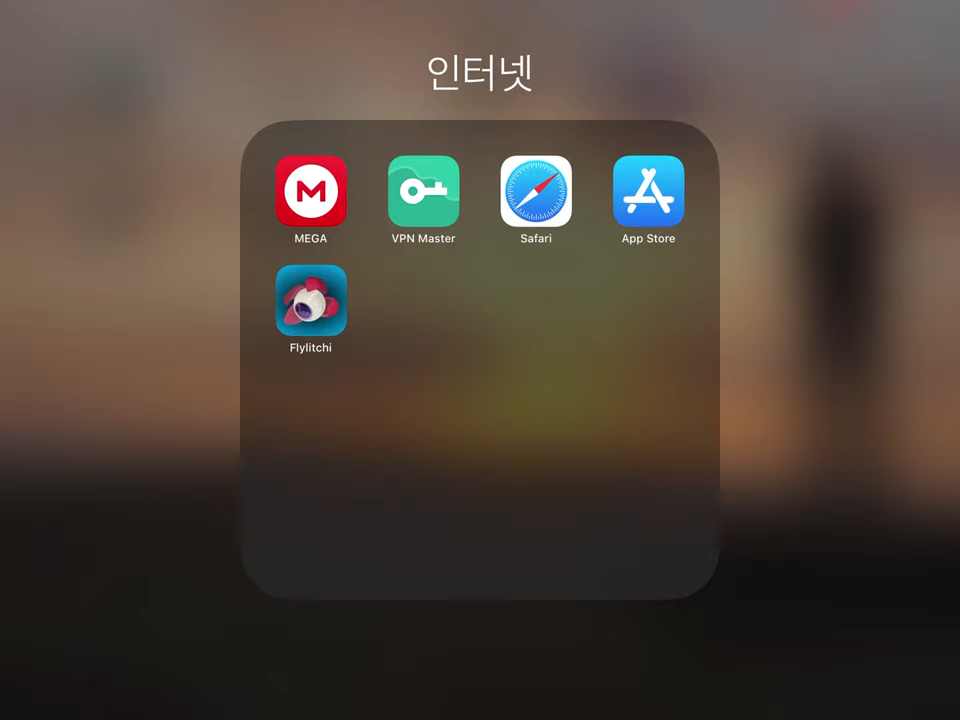 인터넷
MEGA
VPN Master
Safari
App Store
Flylitchi